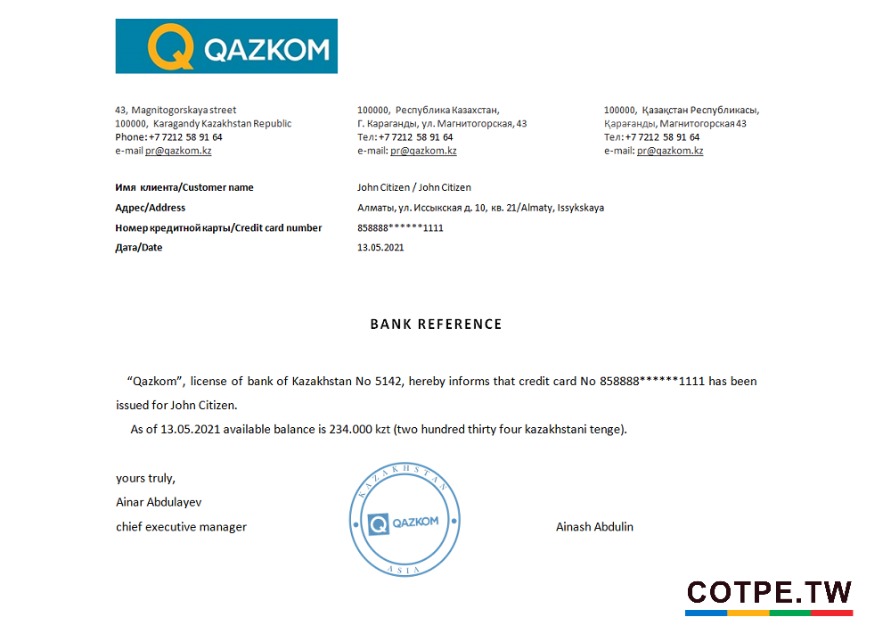 QAZKOM
43, Magnitogorskaya street
100000, Karagandy Kazakhstan Republic
Phone: +7 7212 58 91 64
e-mail pr@qazkom.kz
100000, Республика Казахстан,
Г. Караганды, ул. Магнитогорская, 43
Тел: +7 7212 58 91 64
e-mail: pr@qazkom.kz
100000, Қазақстан Республикасы,
Қарағанды, Магнитогорская 43
Тел: +7 7212 58 91 64
e-mail: pr@qazkom.kz
Имя клиента/Customer name John Citizen / John Citizen
Адрес/Address Алматы, ул. Иссыкская д. 10, кв. 21/Almaty, Issykskaya
Номер кредитной карты/Credit card number 858888******1111
Дата/Date 13.05.2021
BANK REFERENCE
“Qazkom”, license of bank of Kazakhstan No 5142, hereby informs that credit card No 858888******1111 has been
issued for John Citizen.
As of 13.05.2021 available balance is 234.000 kzt (two hundred thirty four kazakhstani tenge).
yours truly,
Ainar Abdulayev
chief executive manager
KAZAKHSTAN
QAZKOM
ASIA
Ainash Abdulin
COTPE.TW